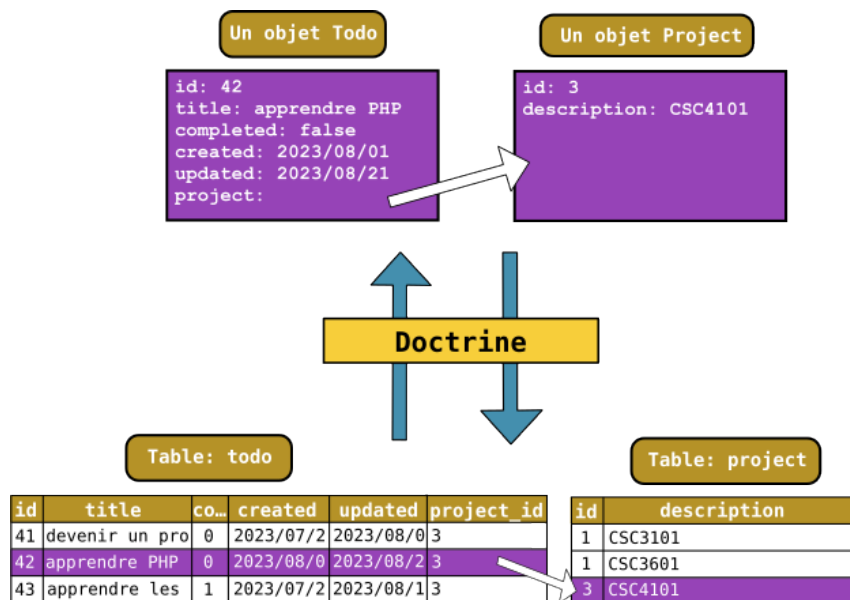 Un objet Todo
Un objet Project
id: 42
title: apprendre PHP
completed: false
created: 2023/08/01
updated: 2023/08/21
project:
id: 3
description: CSC4101
Doctrine
Table: todo
Table: project
id title co… created updated project_id
41 devenir un pro 0 2023/07/2 2023/08/0 3
42 apprendre PHP 0 2023/08/0 2023/08/2 3
43 apprendre les 1 2023/07/2 2023/08/1 3
id description
1 CSC3101
1 CSC3601
3 CSC4101